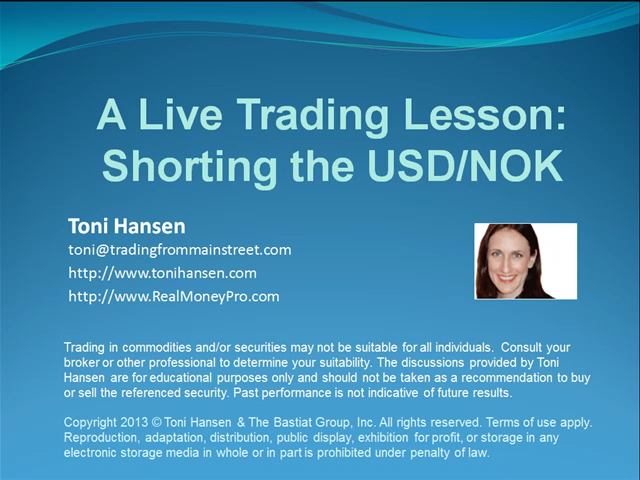 A Live Trading Lesson:
Shorting the USD/NOK
Toni Hansen
toni@tradingfrommainstreet.com
http://www.tonihansen.com
http://www.RealMoneyPro.com
Trading in commodities and/or securities may not be suitable for all individuals. Consult your
broker or other professional to determine your suitability. The discussions provided by Toni
Hansen are for educational purposes only and should not be taken as a recommendation to buy
or sell the referenced security. Past performance is not indicative of future results.
Copyright 2013 © Toni Hansen & The Bastiat Group, Inc. All rights reserved. Terms of use apply.
Reproduction, adaptation, distribution, public display, exhibition for profit, or storage in any
electronic storage media in whole or in part is prohibited under penalty of law.